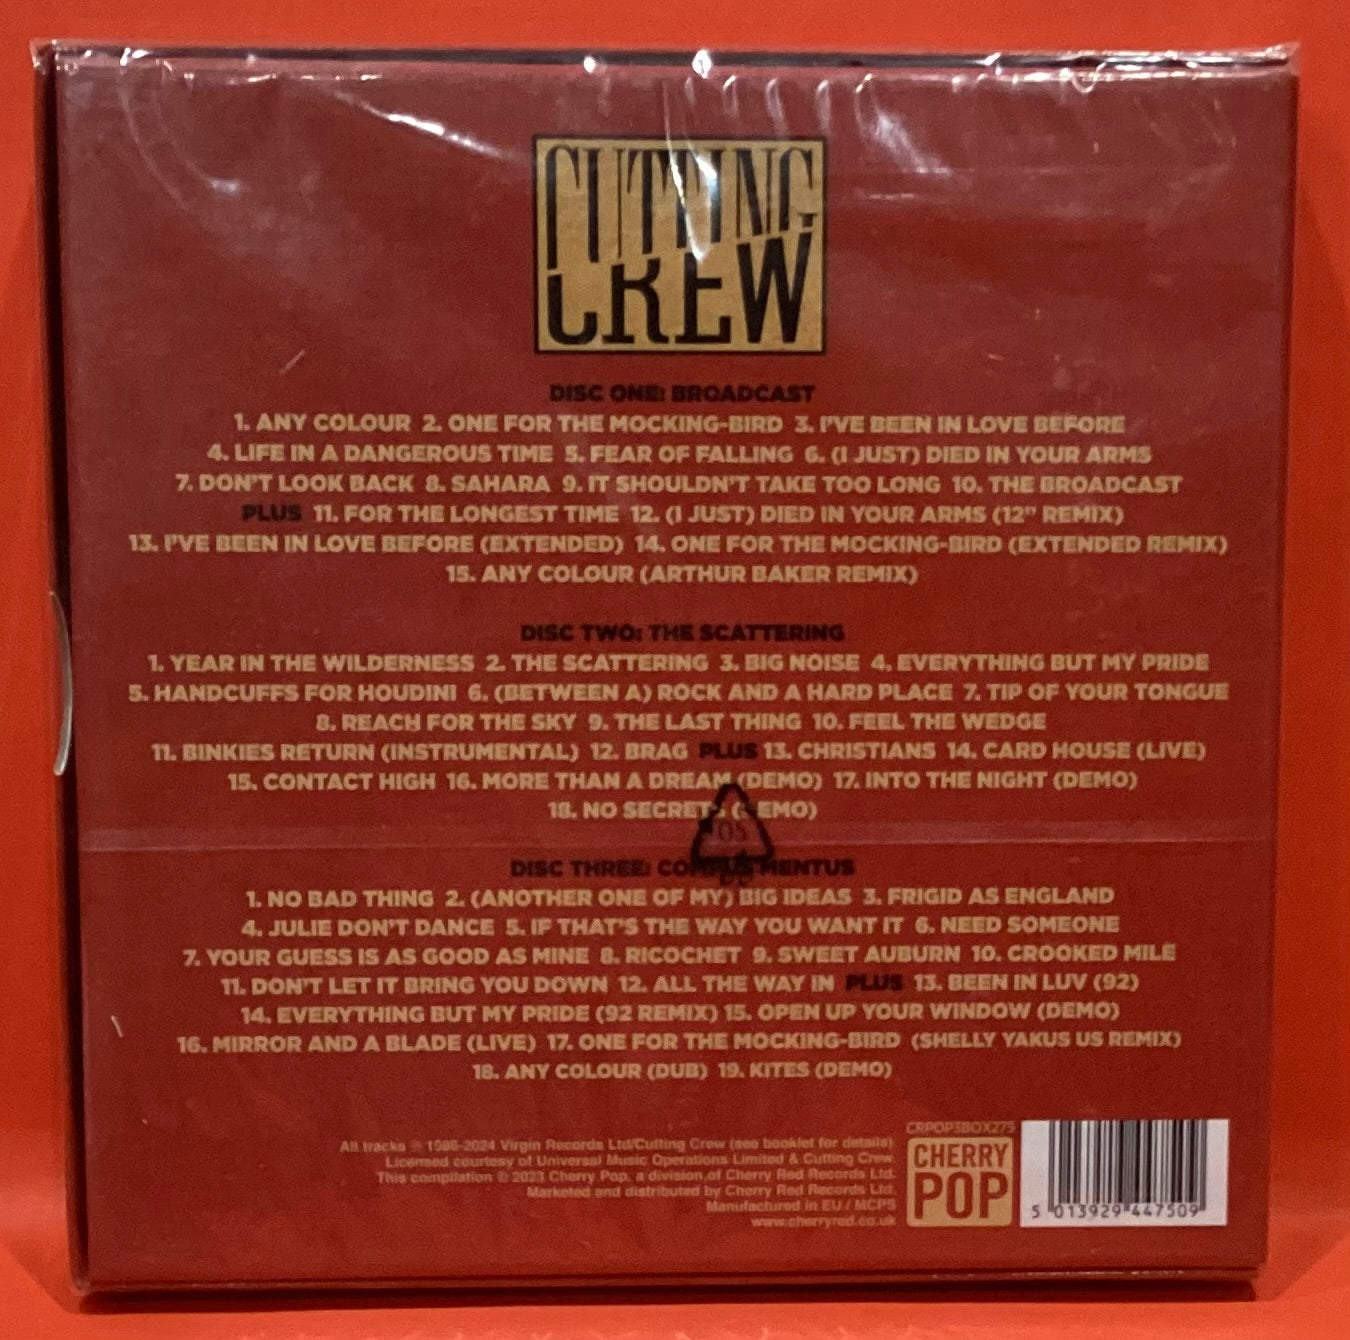 CUTTING
CREW
DISC ONE: BROADCAST
1. ANY COLOUR 2. ONE FOR THE MOCKING-BIRD 3. I'VE BEEN IN LOVE BEFORE
4. LIFE IN A DANGEROUS TIME 5. FEAR OF FALLING 6. (I JUST) DIED IN YOUR ARMS
7. DON'T LOOK BACK 8. SAHARA 9. IT SHOULDN'T TAKE TOO LONG 10. THE BROADCAST
PLUS 11. FOR THE LONGEST TIME 12. (I JUST) DIED IN YOUR ARMS (12" REMIX)
13. I'VE BEEN IN LOVE BEFORE (EXTENDED) 14. ONE FOR THE MOCKING-BIRD (EXTENDED REMIX)
15. ANY COLOUR (ARTHUR BAKER REMIX)
DISC TWO: THE SCATTERING
1. YEAR IN THE WILDERNESS 2. THE SCATTERING 3. BIG NOISE 4. EVERYTHING BUT MY PRIDE
5. HANDCUFFS FOR HOUDINI 6. (BETWEEN A) ROCK AND A HARD PLACE 7. TIP OF YOUR TONGUE
8. REACH FOR THE SKY 9. THE LAST THING 10. FEEL THE WEDGE
11. BINKIES RETURN (INSTRUMENTAL) 12. BRAG PLUS 13. CHRISTIANS 14. CARD HOUSE (LIVE)
15. CONTACT HIGH 16. MORE THAN A DREAM (DEMO) 17. INTO THE NIGHT (DEMO)
18. NO SECRETS (DEMO)
05
DISC THREE: COMPUS MENTUS
1. NO BAD THING 2. (ANOTHER ONE OF MY) BIG IDEAS 3. FRIGID AS ENGLAND
4. JULIE DON'T DANCE 5. IF THAT'S THE WAY YOU WANT IT 6. NEED SOMEONE
7. YOUR GUESS IS AS GOOD AS MINE 8. RICOCHET 9. SWEET AUBURN 10. CROOKED MILE
11. DON'T LET IT BRING YOU DOWN 12. ALL THE WAY IN PLUS 13. BEEN IN LUV (92)
14. EVERYTHING BUT MY PRIDE (92 REMIX) 15. OPEN UP YOUR WINDOW (DEMO)
16. MIRROR AND A BLADE (LIVE) 17. ONE FOR THE MOCKING-BIRD (SHELLY YAKUS US REMIX)
18. ANY COLOUR (DUB) 19. KITES (DEMO)
All tracks ℗ 1986-2024 Virgin Records Ltd/Cutting Crew (see booklet for details)
Licensed courtesy of Universal Music Operations Limited & Cutting Crew
This compilation © 2023 Cherry Pop, a division of Cherry Red Records Ltd.
Marketed and distributed by Cherry Red Records Ltd.
Manufactured in EU / MCPS
www.cherryred.co.uk
CRPOP3BOX275
CHERRY
POP
5 013929 447509